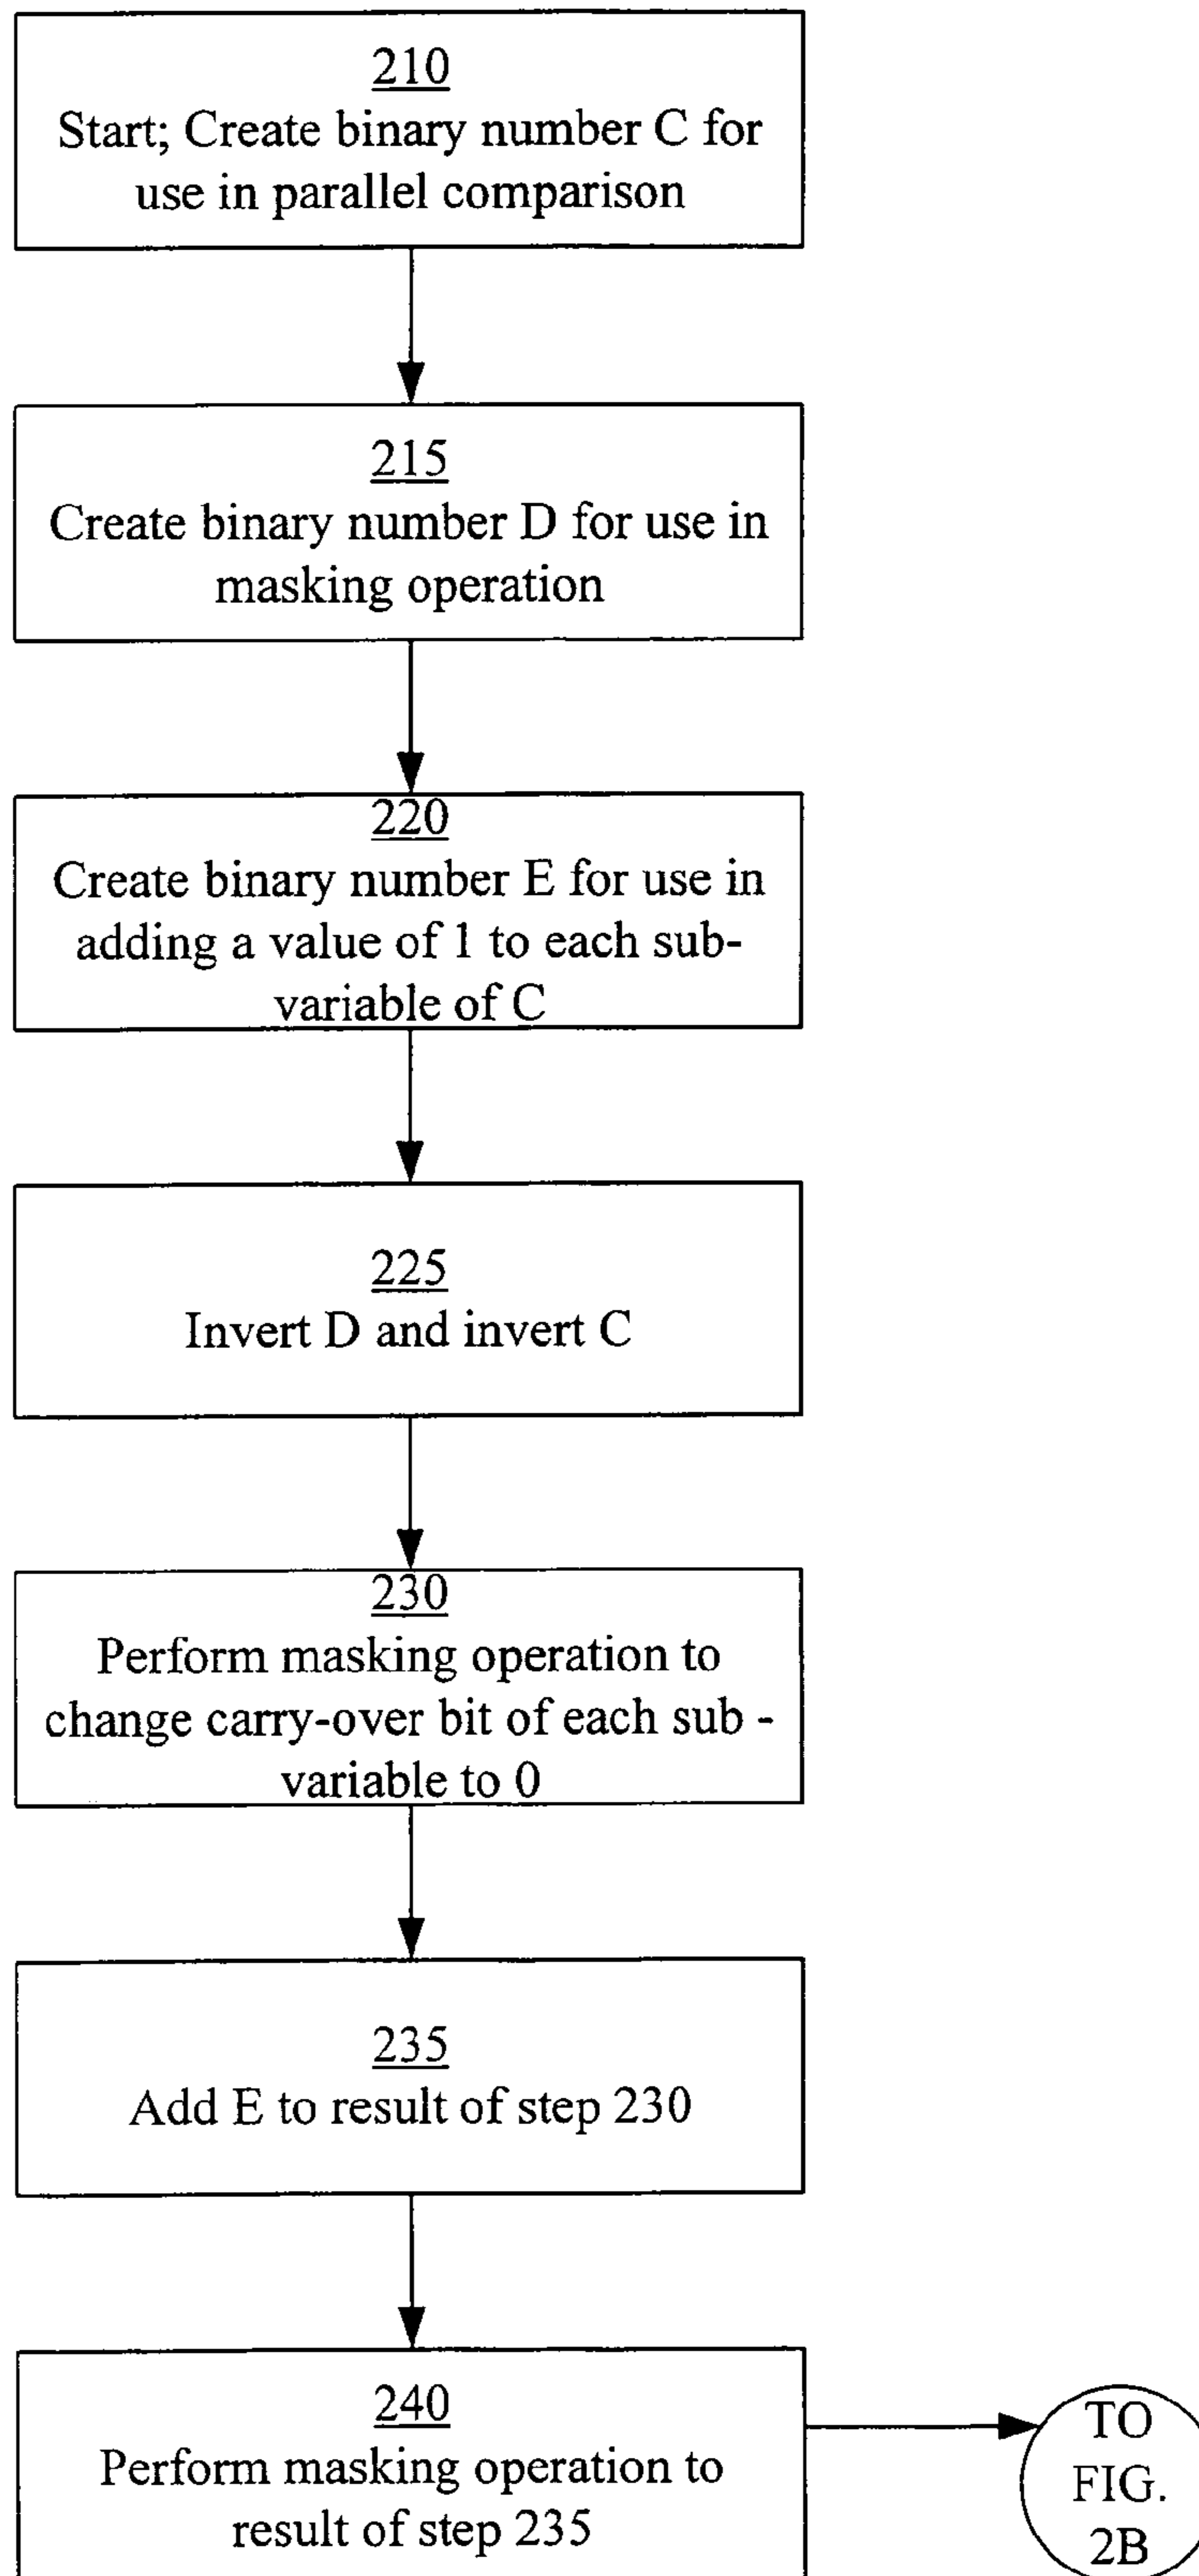 210
Start; Create binary number C for
use in parallel comparison
215
Create binary number D for use in
masking operation
220
Create binary number E for use in
adding a value of 1 to each sub-
variable of C
225
Invert D and invert C
230
Perform masking operation to
change carry-over bit of each sub -
variable to 0
235
Add E to result of step 230
240
Perform masking operation to
result of step 235
TO
FIG.
2B